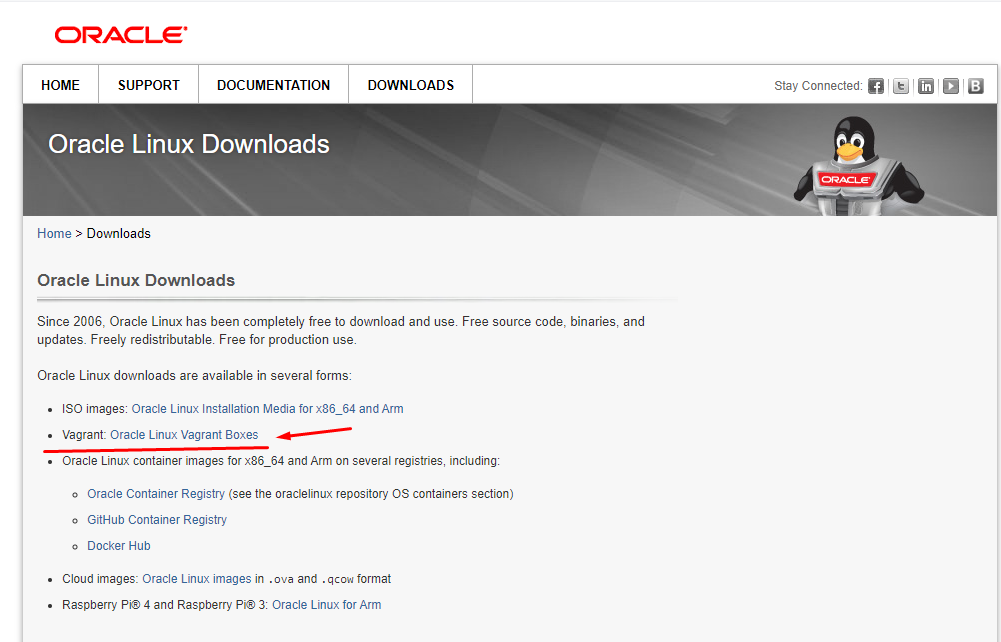 ORACLE
HOME SUPPORT DOCUMENTATION DOWNLOADS Stay Connected:
Oracle Linux Downloads
ORACLE
Home > Downloads
Oracle Linux Downloads
Since 2006, Oracle Linux has been completely free to download and use. Free source code, binaries, and
updates. Freely redistributable. Free for production use.
Oracle Linux downloads are available in several forms:
• ISO images: Oracle Linux Installation Media for x86_64 and Arm
• Vagrant: Oracle Linux Vagrant Boxes
• Oracle Linux container images for x86_64 and Arm on several registries, including:
◦ Oracle Container Registry (see the oraclelinux repository OS containers section)
◦ GitHub Container Registry
◦ Docker Hub
• Cloud images: Oracle Linux images in .ova and .qcow format
• Raspberry Pi® 4 and Raspberry Pi® 3: Oracle Linux for Arm